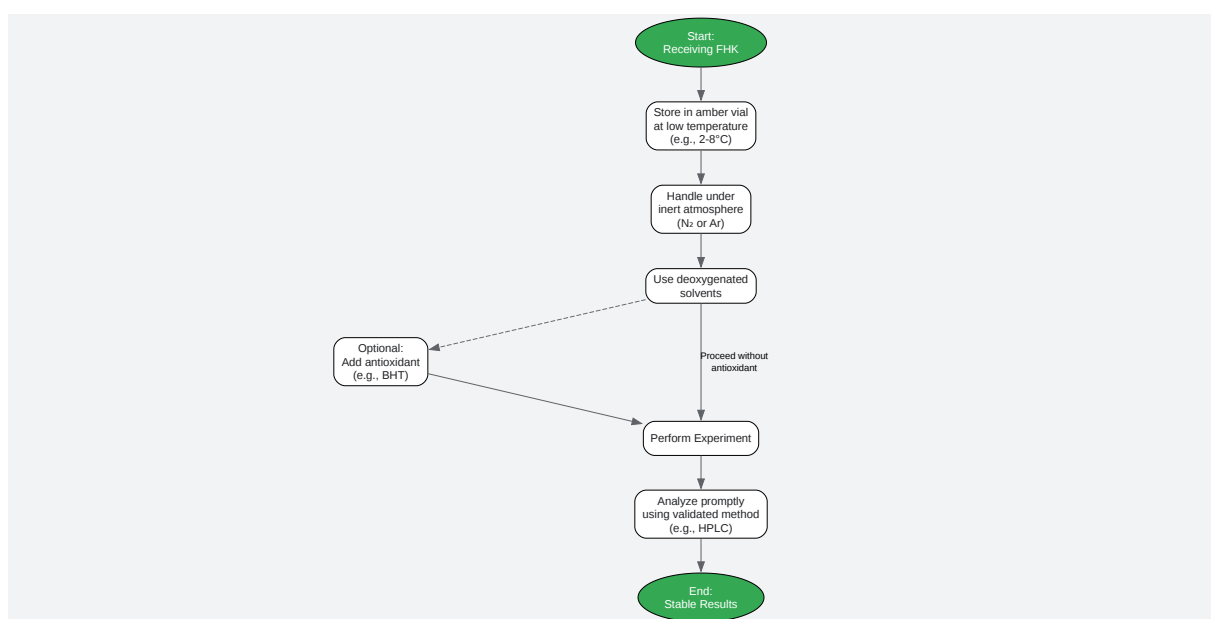 Start:
Receiving FHK
Store in amber vial
at low temperature
(e.g., 2-8°C)
Handle under
inert atmosphere
(N₂ or Ar)
Use deoxygenated
solvents
Optional:
Add antioxidant
(e.g., BHT)
Proceed without
antioxidant
Perform Experiment
Analyze promptly
using validated method
(e.g., HPLC)
End:
Stable Results